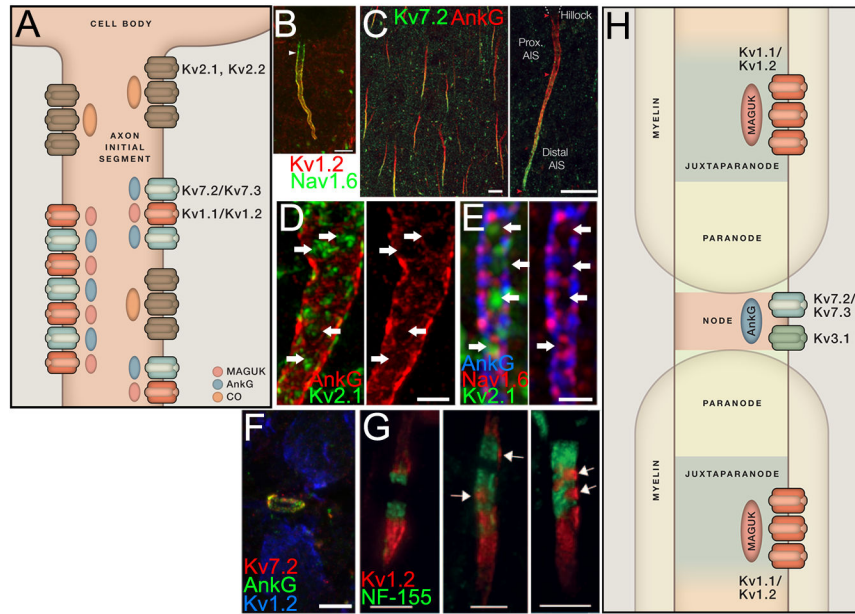 A
CELL BODY
Kv2.1, Kv2.2
AXON
INITIAL
SEGMENT
Kv7.2/Kv7.3
Kv1.1/Kv1.2
MAGUK
AnkG
CO
B
Kv1.2
Nav1.6
C
Kv7.2 AnkG
Hillock
Prox.
AIS
Distal
AIS
D
AnkG
Kv2.1
E
AnkG
Nav1.6
Kv2.1
F
Kv7.2
AnkG
Kv1.2
G
Kv1.2
NF-155
H
Kv1.1/
Kv1.2
MYELIN
MAGUK
JUXTAPARANODE
PARANODE
NODE
AnkG
Kv7.2/
Kv7.3
Kv3.1
PARANODE
MYELIN
JUXTAPARANODE
MAGUK
Kv1.1/
Kv1.2